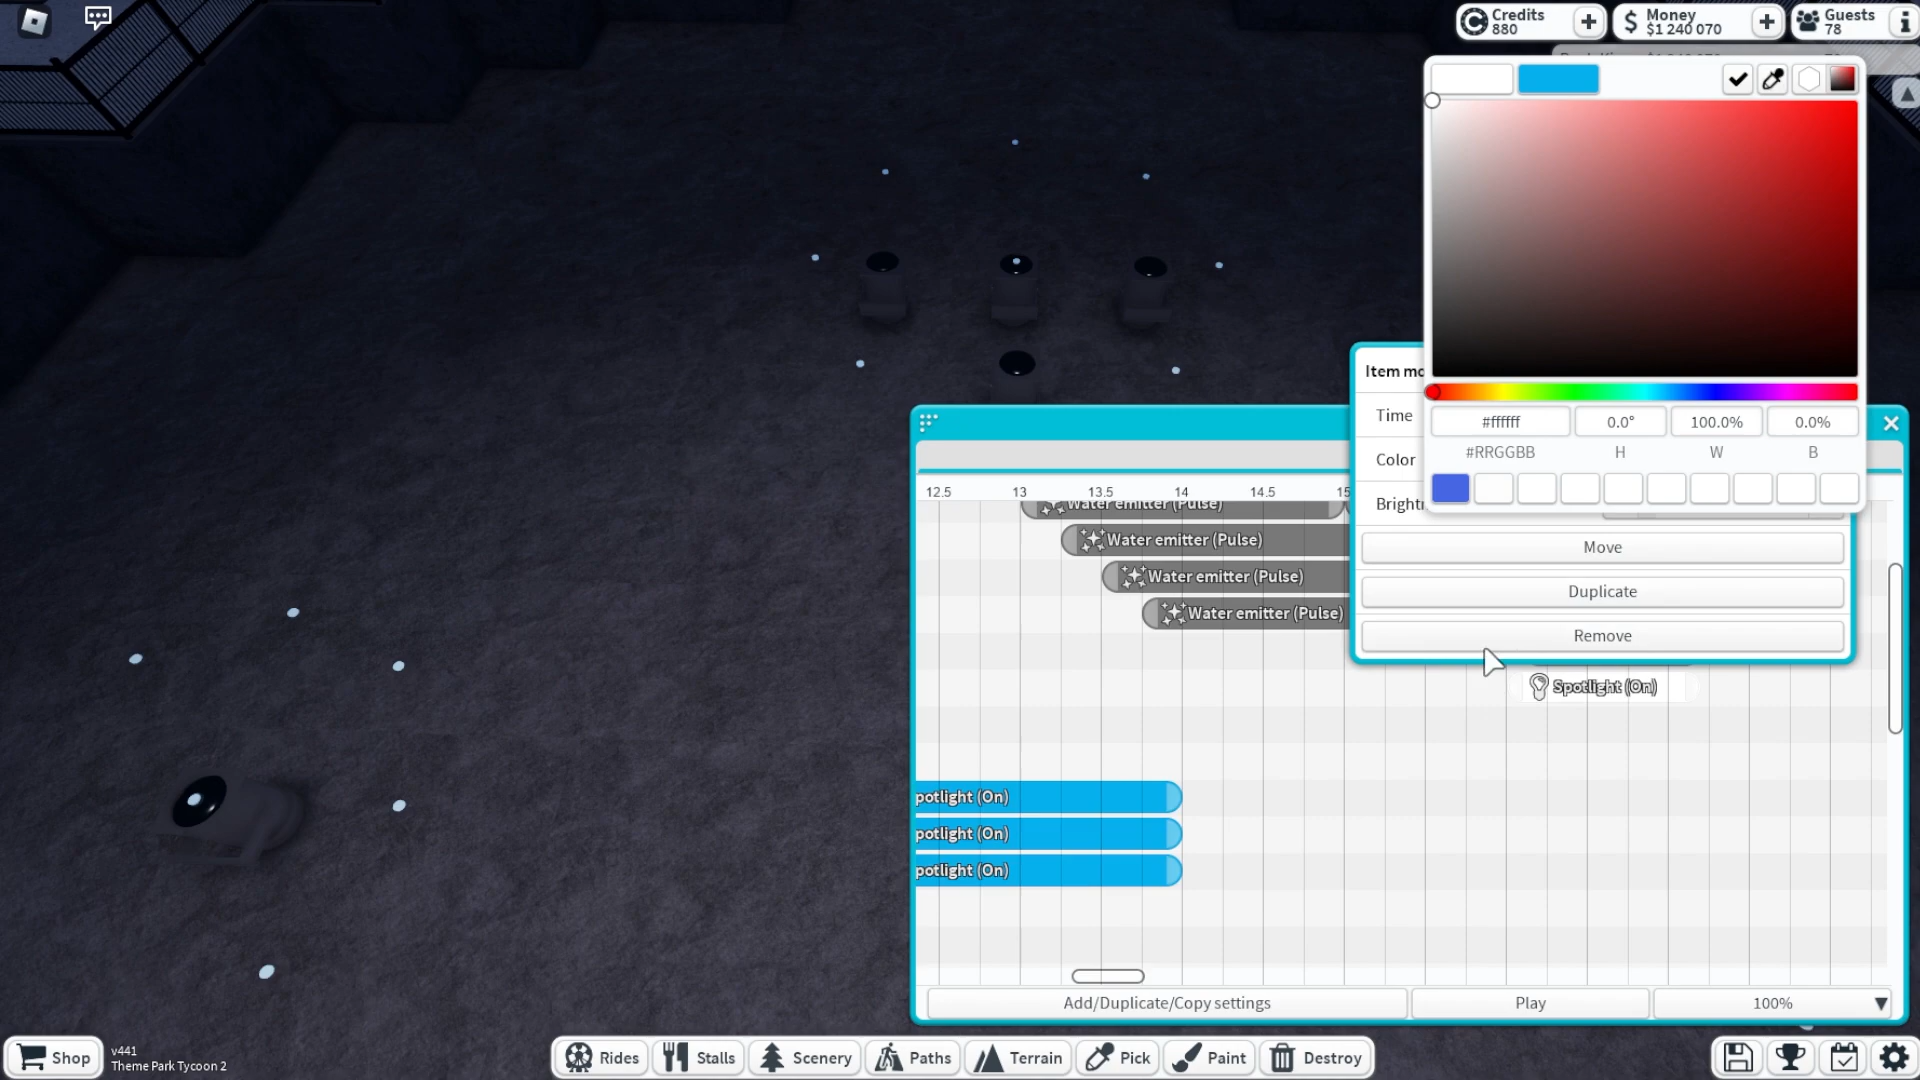 Credits
880
Money
$1 240 070
Guests
78
#ffffff
0.0°
100.0%
0.0%
#RRGGBB
H
W
B
Time
Color
Move
Duplicate
Remove
12.5
13
13.5
14
14.5
15
Water emitter (Pulse)
Water emitter (Pulse)
Water emitter (Pulse)
Water emitter (Pulse)
Spotlight (On)
potlight (On)
potlight (On)
potlight (On)
Add/Duplicate/Copy settings
Play
100%
Shop
v441
Theme Park Tycoon 2
Rides
Stalls
Scenery
Paths
Terrain
Pick
Paint
Destroy